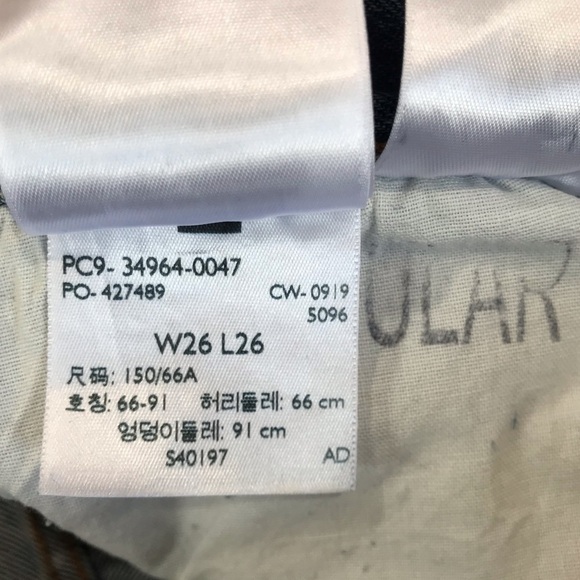 PC9- 34964-0047
PO- 427489 CW- 0919
5096
W26 L26
尺码: 150/66A
호칭: 66-91 허리둘레: 66 cm
엉덩이둘레: 91 cm
S40197 AD
ULAR